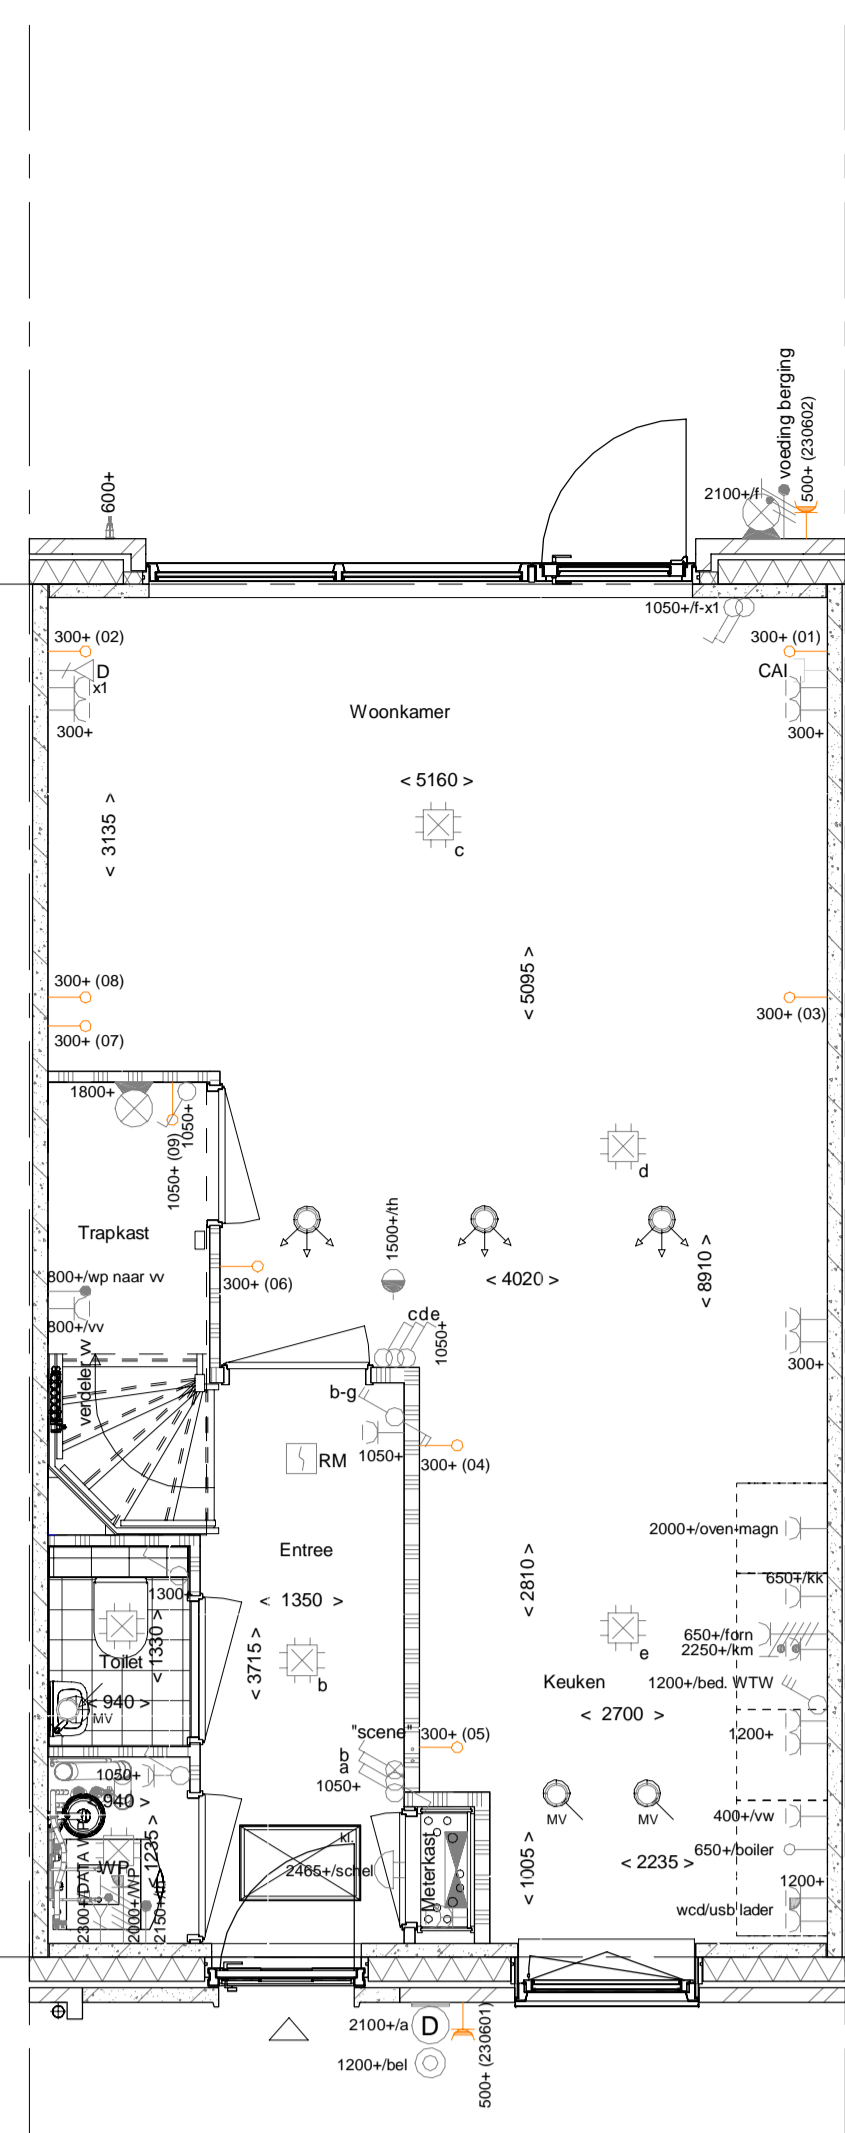 voeding berging
500+ (230602)
2100+/f
600+
1050+/f-x1
300+ (02)
300+ (01)
D
x1
CAI
300+
300+
Woonkamer
< 5160 >
< 3135 >
c
< 5095 >
300+ (08)
300+ (07)
300+ (03)
1800+
1050+
1050+ (09)
d
Trapkast
1500+/th
< 4020 >
< 8910 >
800+/wp naar vv
300+ (06)
800+/vv
cde
1050+
300+
verdeler vv
b-g
1050+
300+ (04)
RM
2000+/oven-magn
Entree
650+/kk
1300+
< 1350 >
< 2810 >
< 1330 >
< 3715 >
650+/forn
2250+/km
e
Toilet
b
Keuken
1200+/bed. WTW
< 940 >
MV
< 2700 >
"scene"
300+ (05)
1200+
b
a
1050+
1050+
< 940 >
MV
MV
400+/vw
kl.
2465+/schel
Meterkast
< 1005 >
< 2235 >
650+/boiler
WP
< 1235 >
1200+
wcd/usb lader
2000+/WP
2100+/a
D
1200+/bel
500+ (230601)